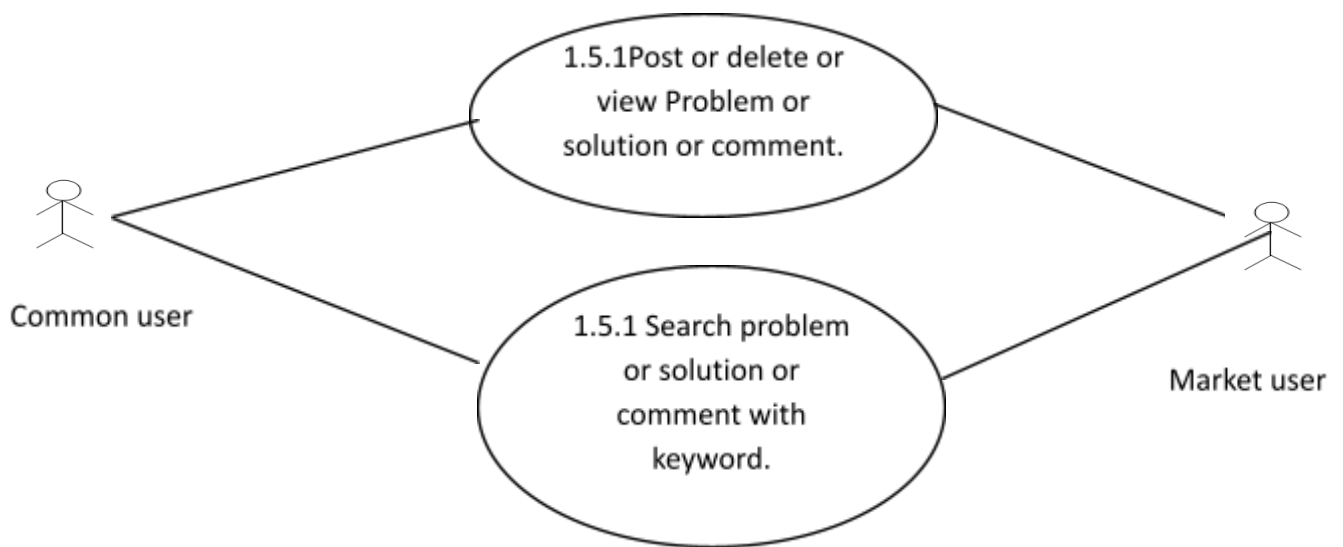 1.5.1Post or delete or
view Problem or
solution or comment.
Common user
1.5.1 Search problem
or solution or
comment with
keyword.
Market user